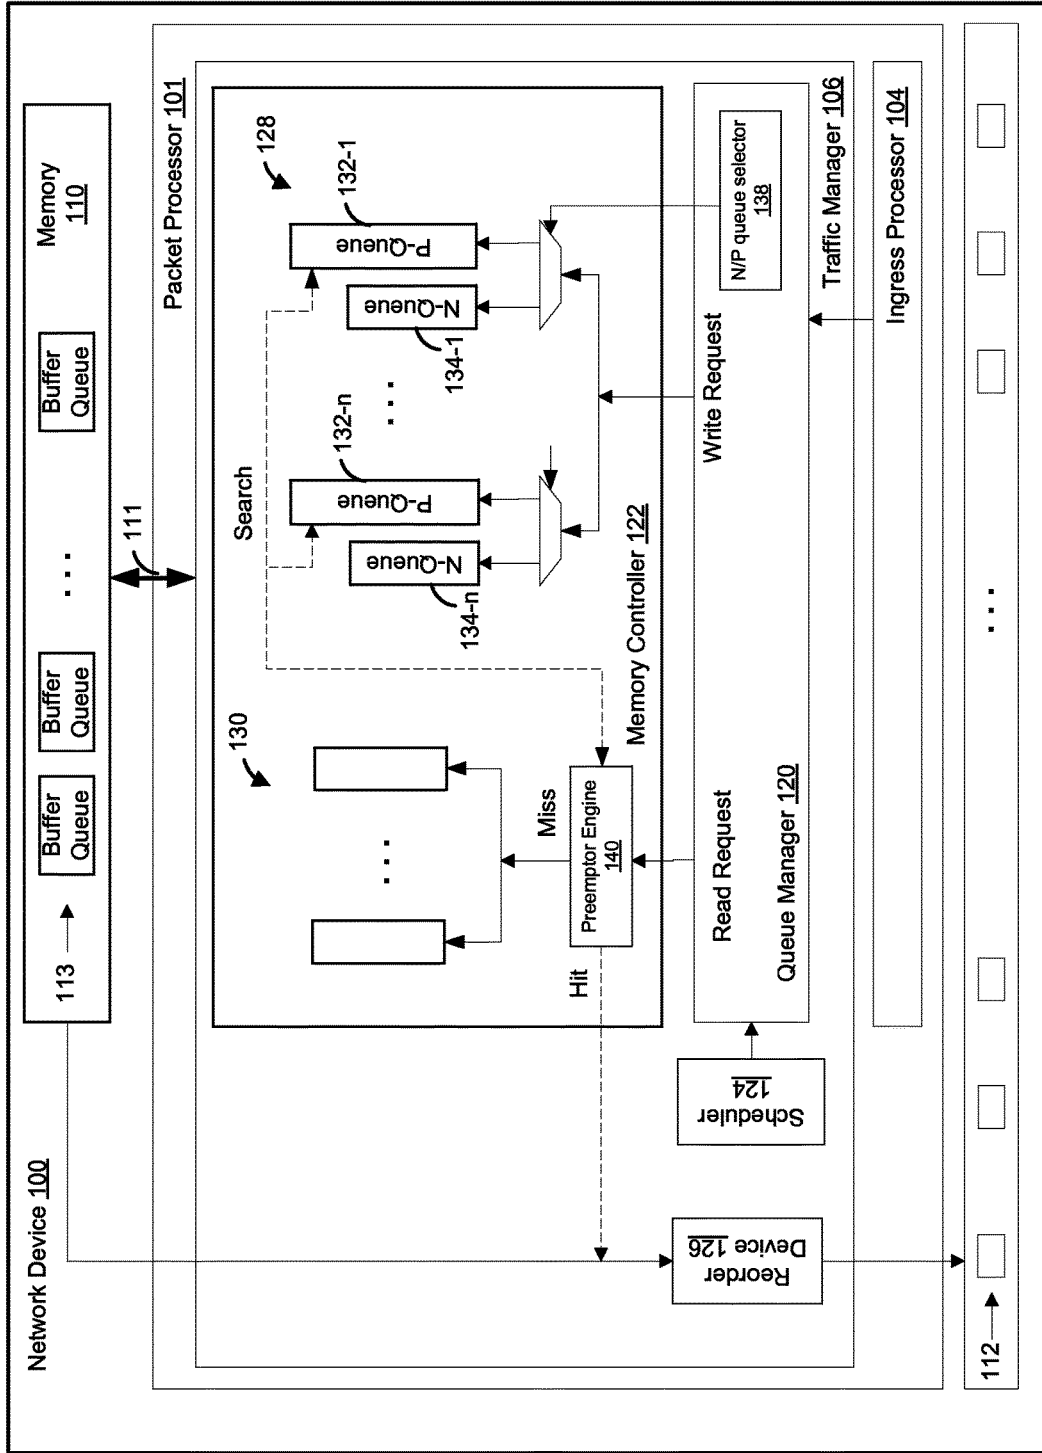 Network Device 100
Memory
110
113
Buffer
Queue
Buffer
Queue
. . .
Buffer
Queue
111
Packet Processor 101
128
130
Search
132-1
P-Queue
N-Queue
134-1
. . .
132-n
P-Queue
N-Queue
134-n
. . .
Miss
Hit
Preemptor Engine
140
Memory Controller 122
Read Request
Write Request
N/P queue selector
138
Queue Manager 120
Scheduler
124
Reorder
Device 126
Traffic Manager 106
Ingress Processor 104
112
. . .